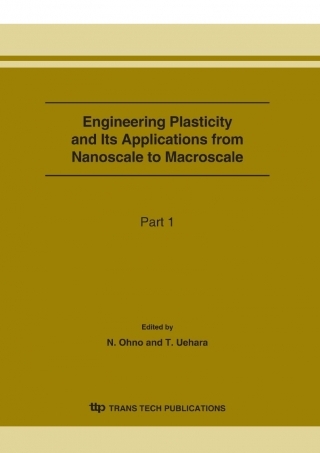 Engineering Plasticity
and Its Applications from
Nanoscale to Macroscale
Part 1
Edited by
N. Ohno and T. Uehara
ttp TRANS TECH PUBLICATIONS